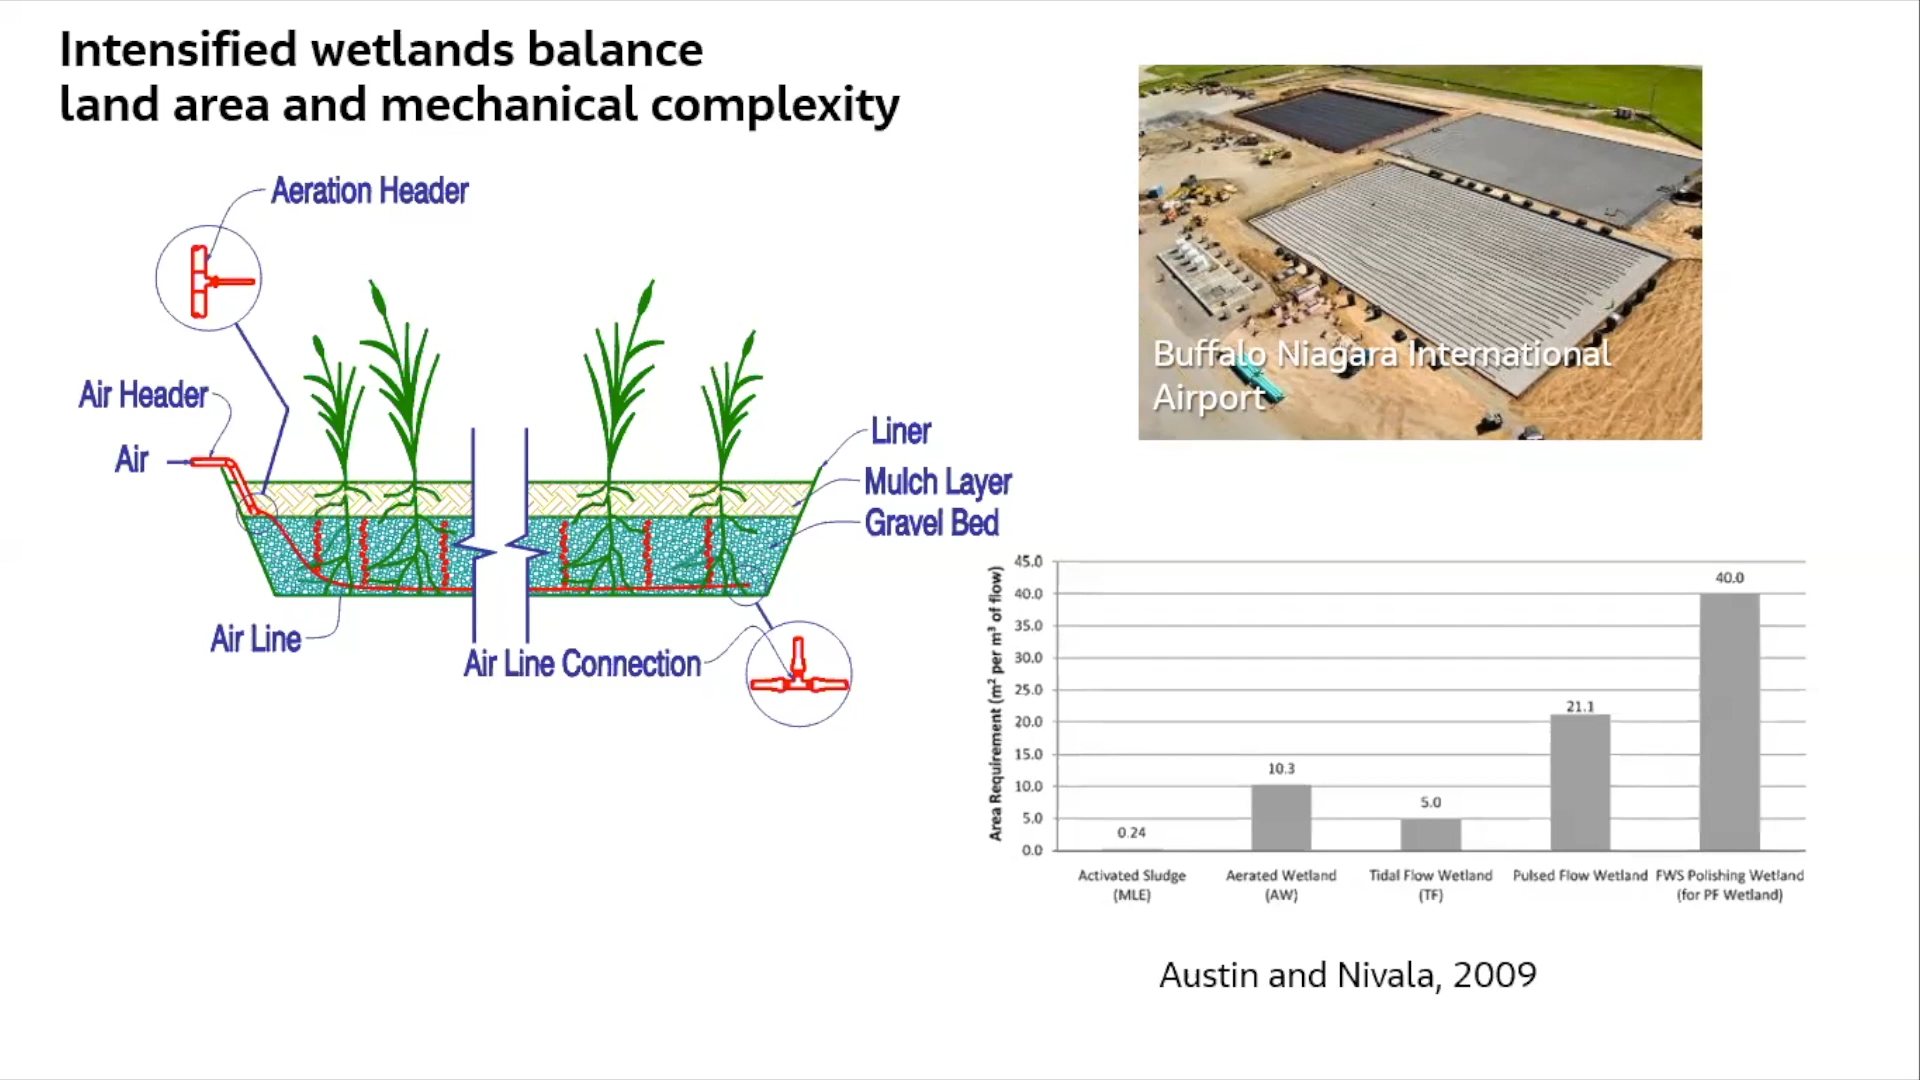 Intensified wetlands balance
land area and mechanical complexity
Aeration Header
Air Header
Air
Liner
Mulch Layer
Gravel Bed
Air Line
Air Line Connection
Buffalo Niagara International
Airport
Area Requirement (m² per m³ of flow)
45.0
40.0
35.0
30.0
25.0
20.0
15.0
10.0
5.0
0.0
0.24
10.3
5.0
21.1
40.0
Activated Sludge
(MLE)
Aerated Wetland
(AW)
Tidal Flow Wetland
(TF)
Pulsed Flow Wetland
FWS Polishing Wetland
(for PF Wetland)
Austin and Nivala, 2009